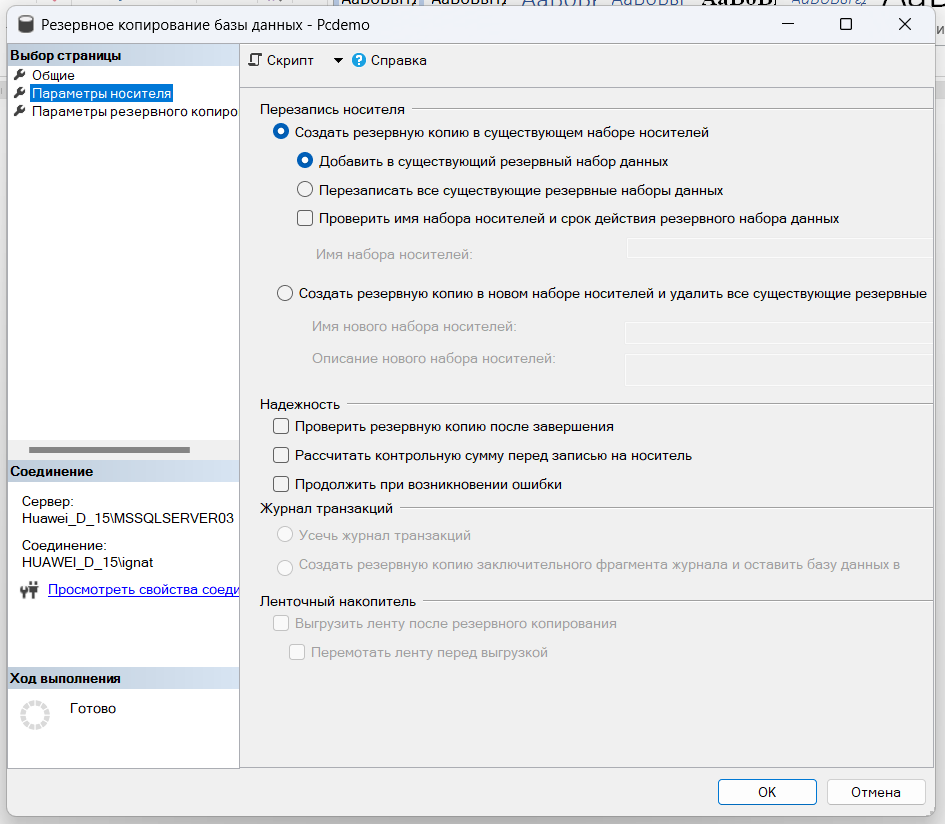 Резервное копирование базы данных - Pcdemo
Выбор страницы
Общие
Параметры носителя
Параметры резервного копиро
Скрипт
Справка
Перезапись носителя
Создать резервную копию в существующем наборе носителей
Добавить в существующий резервный набор данных
Перезаписать все существующие резервные наборы данных
Проверить имя набора носителей и срок действия резервного набора данных
Имя набора носителей:
Создать резервную копию в новом наборе носителей и удалить все существующие резервные
Имя нового набора носителей:
Описание нового набора носителей:
Надежность
Проверить резервную копию после завершения
Рассчитать контрольную сумму перед записью на носитель
Продолжить при возникновении ошибки
Журнал транзакций
Усечь журнал транзакций
Создать резервную копию заключительного фрагмента журнала и оставить базу данных в
Ленточный накопитель
Выгрузить ленту после резервного копирования
Перемотать ленту перед выгрузкой
Соединение
Сервер:
Huawei_D_15\MSSQLSERVER03
Соединение:
HUAWEI_D_15\ignat
Просмотреть свойства соеди
Ход выполнения
Готово
ОК
Отмена